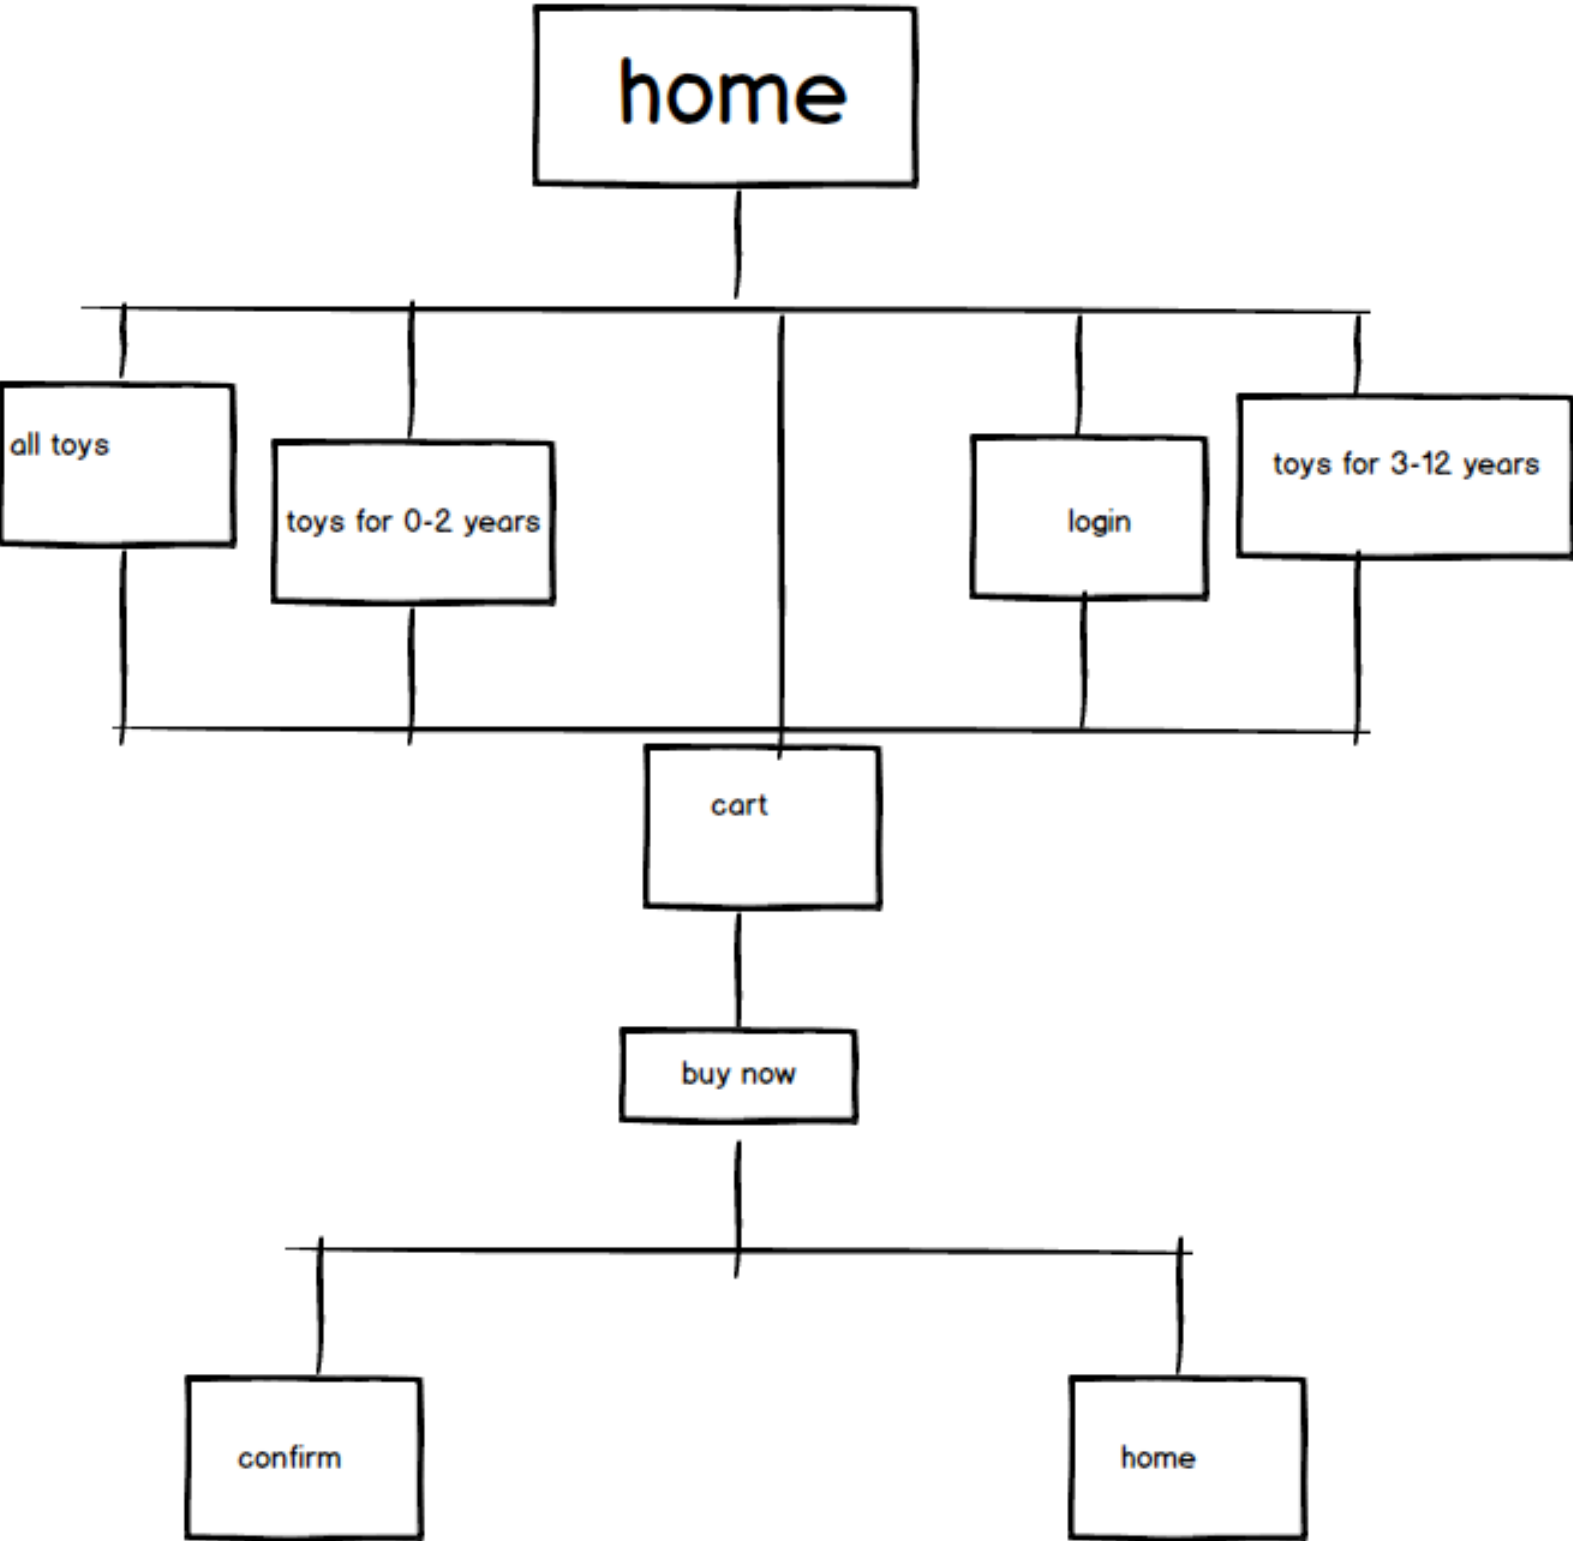 home
all toys
toys for 0-2 years
login
toys for 3-12 years
cart
buy now
confirm
home